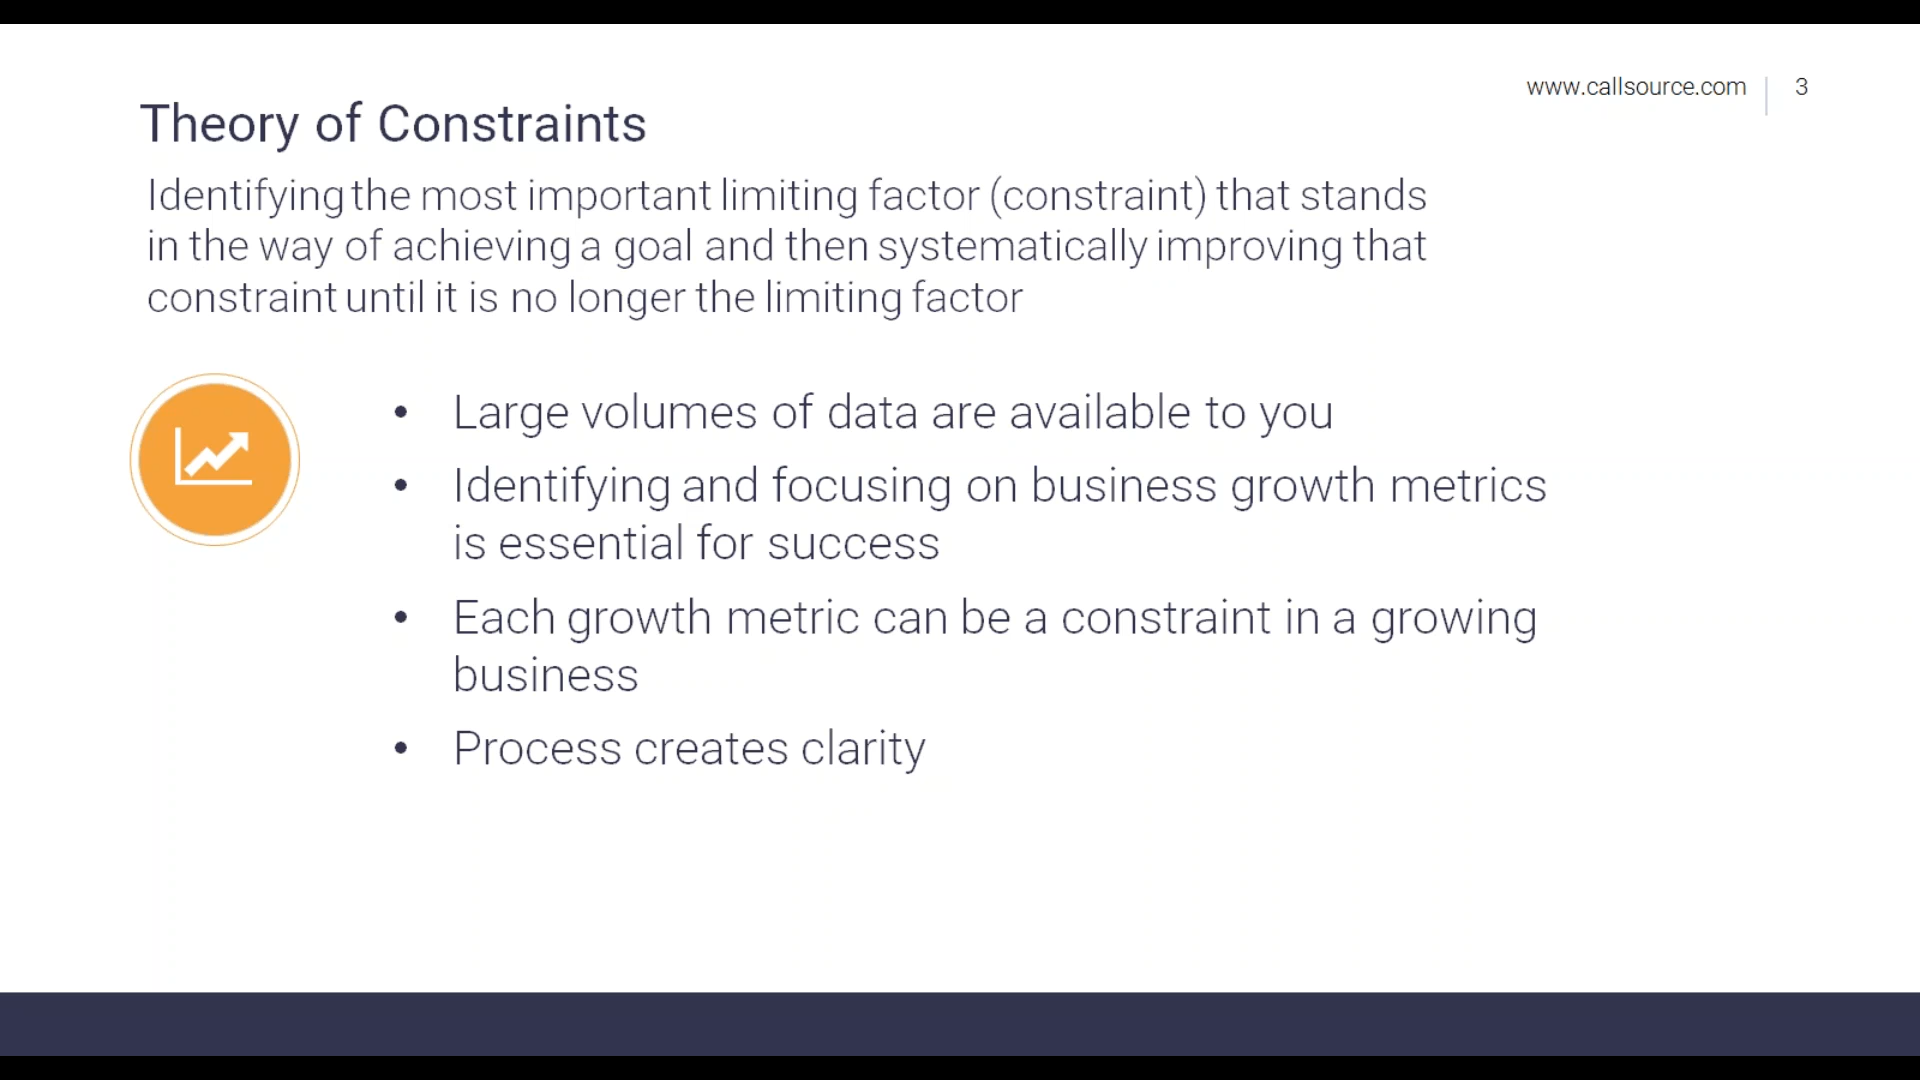 www.callsource.com
3
Theory of Constraints
Identifying the most important limiting factor (constraint) that stands
in the way of achieving a goal and then systematically improving that
constraint until it is no longer the limiting factor
• Large volumes of data are available to you
• Identifying and focusing on business growth metrics
is essential for success
• Each growth metric can be a constraint in a growing
business
• Process creates clarity